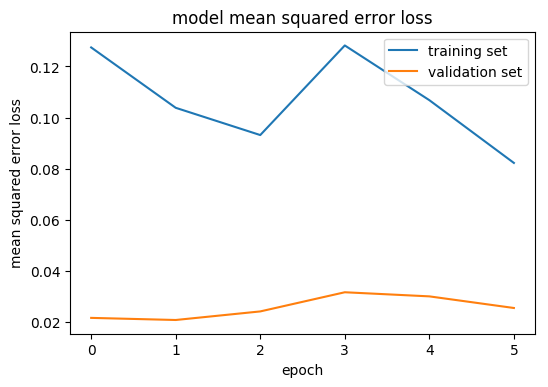 model mean squared error loss
training set
validation set
0.12
0.10
0.08
0.06
0.04
0.02
mean squared error loss
0 1 2 3 4 5
epoch